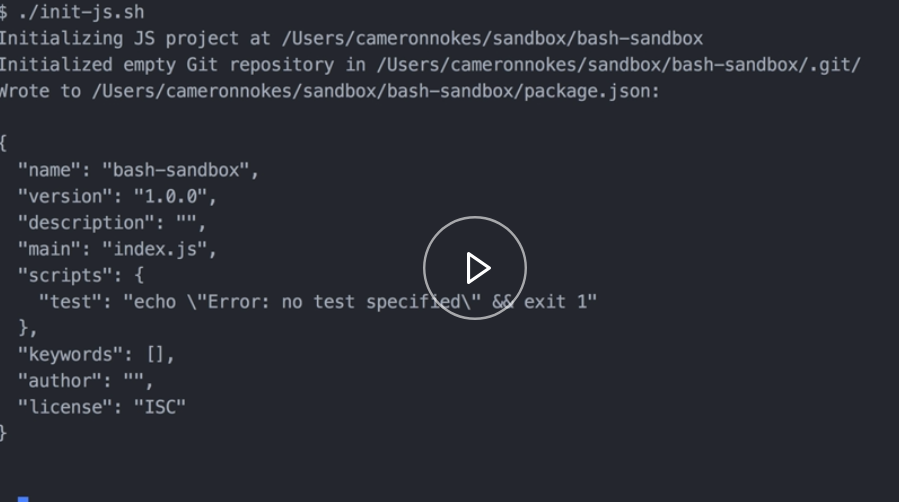 $ ./init-js.sh
Initializing JS project at /Users/cameronnokes/sandbox/bash-sandbox
Initialized empty Git repository in /Users/cameronnokes/sandbox/bash-sandbox/.git/
Wrote to /Users/cameronnokes/sandbox/bash-sandbox/package.json:

{
  "name": "bash-sandbox",
  "version": "1.0.0",
  "description": "",
  "main": "index.js",
  "scripts": {
    "test": "echo \"Error: no test specified\" && exit 1"
  },
  "keywords": [],
  "author": "",
  "license": "ISC"
}